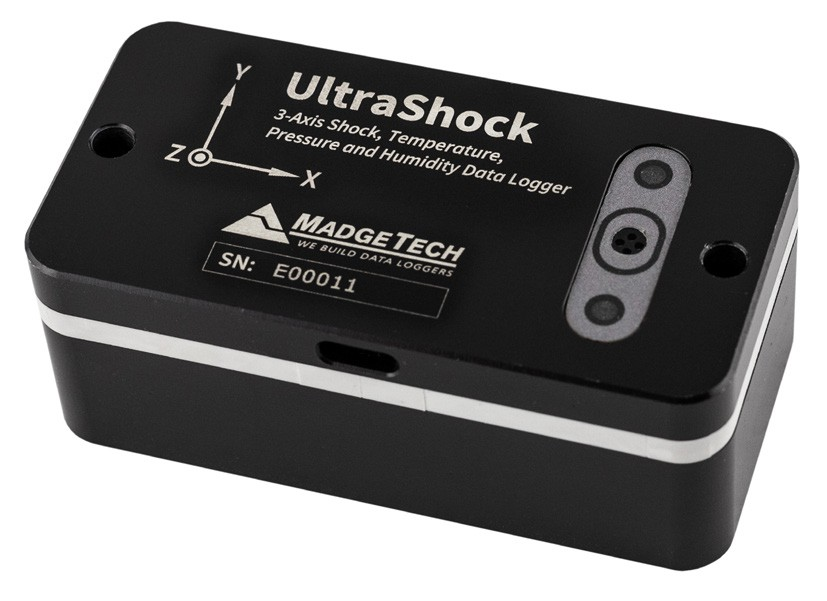 UltraShock
3-Axis Shock, Temperature,
Pressure and Humidity Data Logger
Y
Z
X
MADGETECH
WE BUILD DATA LOGGERS
SN: E00011